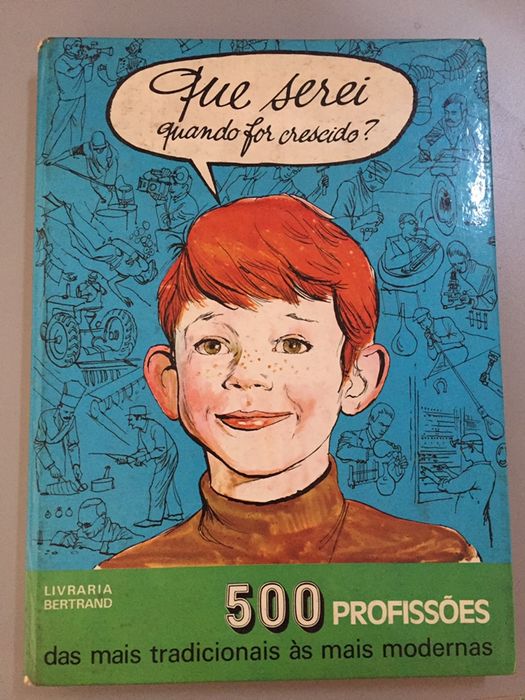 Que serei
quando for crescido?
LIVRARIA
BERTRAND
500 PROFISSÕES
das mais tradicionais às mais modernas